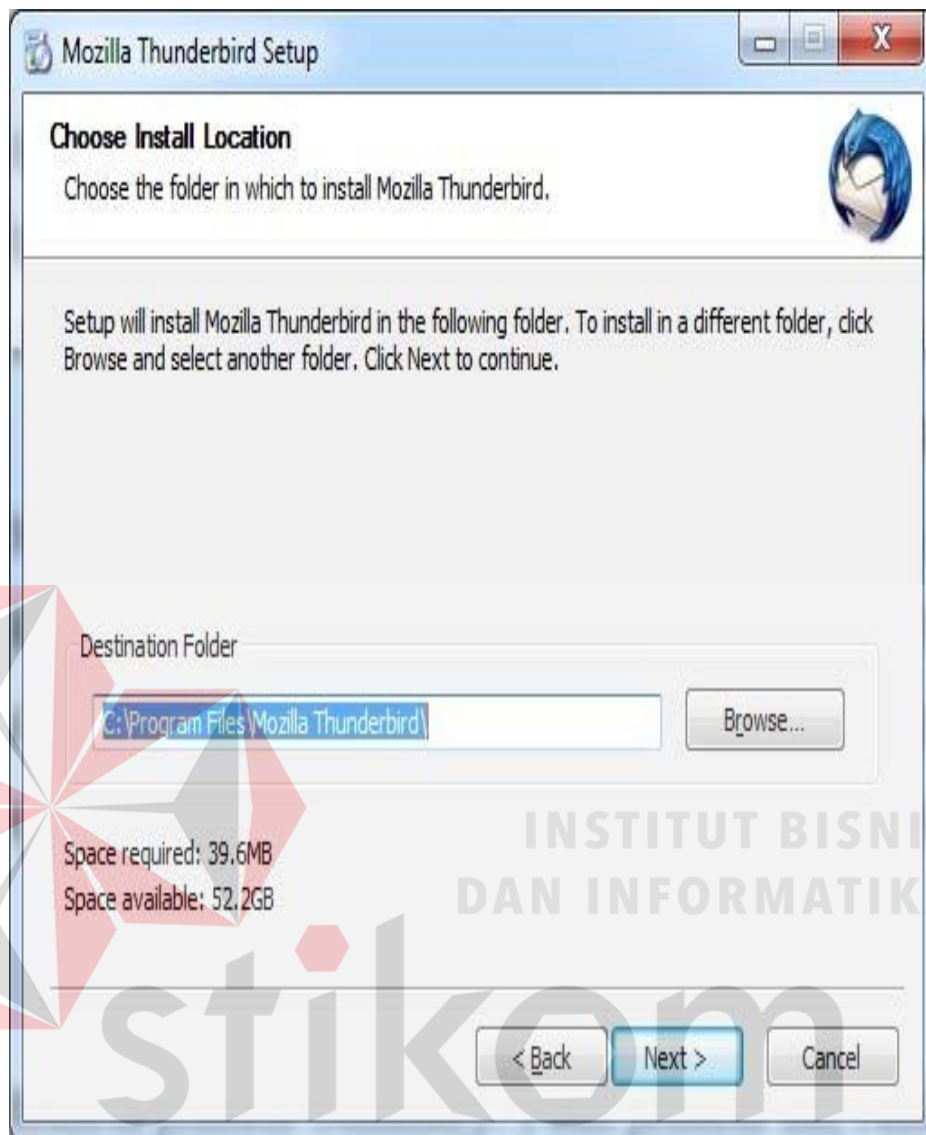 Mozilla Thunderbird Setup
Choose Install Location
Choose the folder in which to install Mozilla Thunderbird.
Setup will install Mozilla Thunderbird in the following folder. To install in a different folder, click
Browse and select another folder. Click Next to continue.
Destination Folder
C:\Program Files\Mozilla Thunderbird\
Browse...
Space required: 39.6MB
Space available: 52.2GB
INSTITUT BISNI
DAN INFORMATIK
stikom
< Back
Next >
Cancel